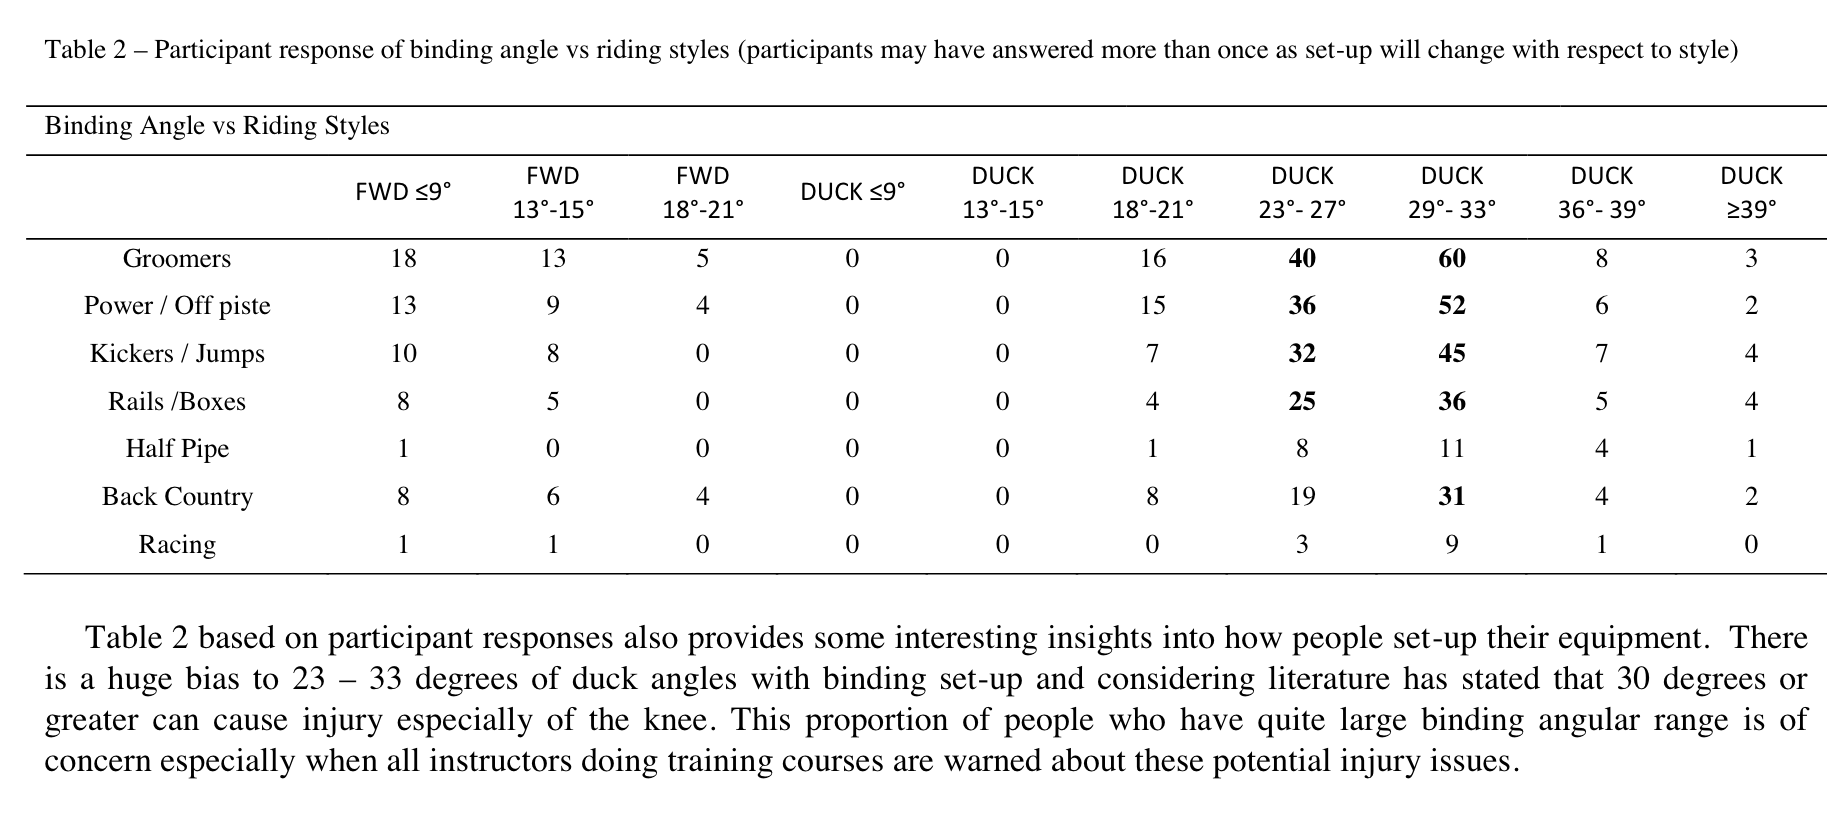 Table 2 – Participant response of binding angle vs riding styles (participants may have answered more than once as set-up will change with respect to style)
Binding Angle vs Riding Styles
FWD ≤9° FWD 13°-15° FWD 18°-21° DUCK ≤9° DUCK 13°-15° DUCK 18°-21° DUCK 23°- 27° DUCK 29°- 33° DUCK 36°- 39° DUCK ≥39°
Groomers 18 13 5 0 0 16 40 60 8 3
Power / Off piste 13 9 4 0 0 15 36 52 6 2
Kickers / Jumps 10 8 0 0 0 7 32 45 7 4
Rails /Boxes 8 5 0 0 0 4 25 36 5 4
Half Pipe 1 0 0 0 0 1 8 11 4 1
Back Country 8 6 4 0 0 8 19 31 4 2
Racing 1 1 0 0 0 0 3 9 1 0
Table 2 based on participant responses also provides some interesting insights into how people set-up their equipment. There
is a huge bias to 23 – 33 degrees of duck angles with binding set-up and considering literature has stated that 30 degrees or
greater can cause injury especially of the knee. This proportion of people who have quite large binding angular range is of
concern especially when all instructors doing training courses are warned about these potential injury issues.